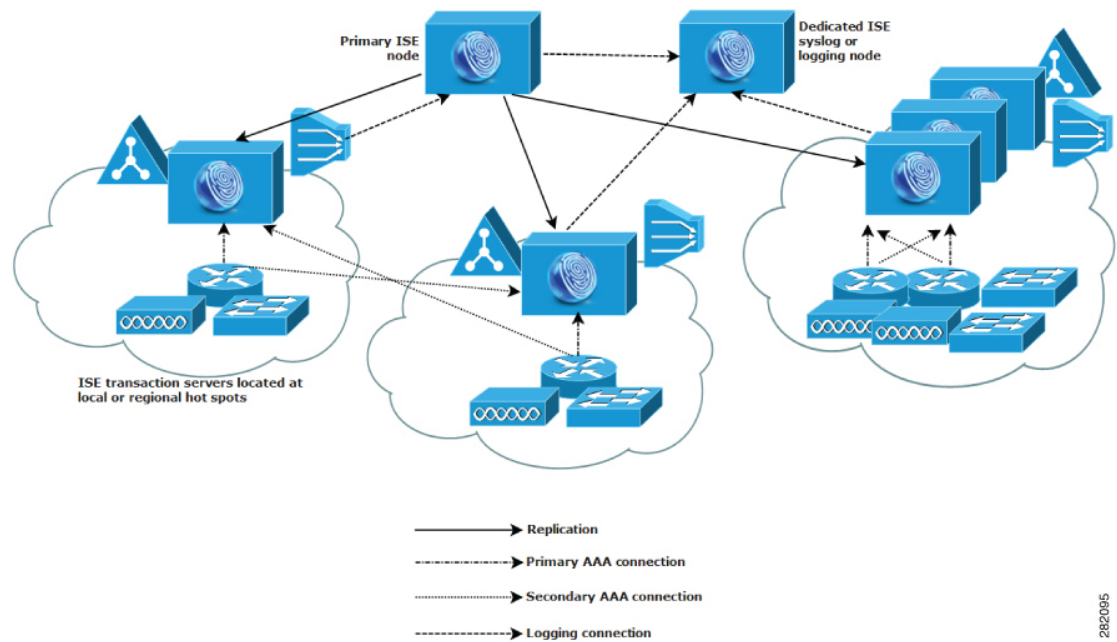 Primary ISE
node
Dedicated ISE
syslog or
logging node
ISE transaction servers located at
local or regional hot spots
Replication
Primary AAA connection
Secondary AAA connection
Logging connection
282095